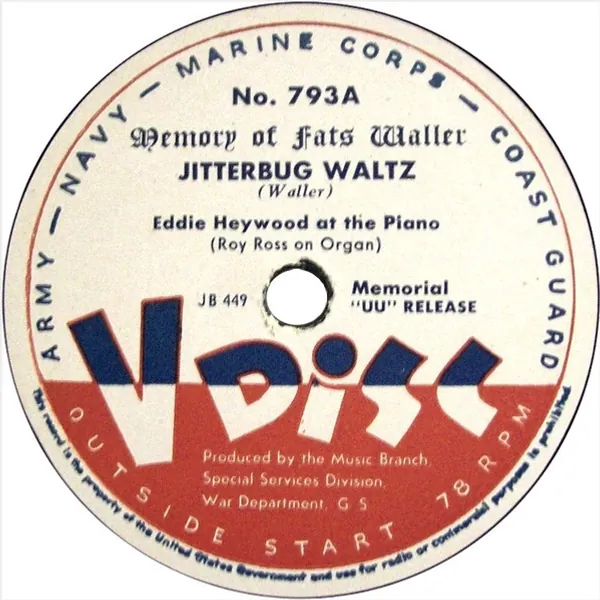 ARMY — NAVY — MARINE CORPS — COAST GUARD
No. 793A
Memory of Fats Waller
JITTERBUG WALTZ
(Waller)
Eddie Heywood at the Piano
(Roy Ross on Organ)
JB 449
Memorial
"UU" RELEASE
V DiSC
Produced by the Music Branch,
Special Services Division,
War Department, G S
OUTSIDE START 78 RPM
This record is the property of the United States Government and its use for radio or commercial purposes is prohibited.